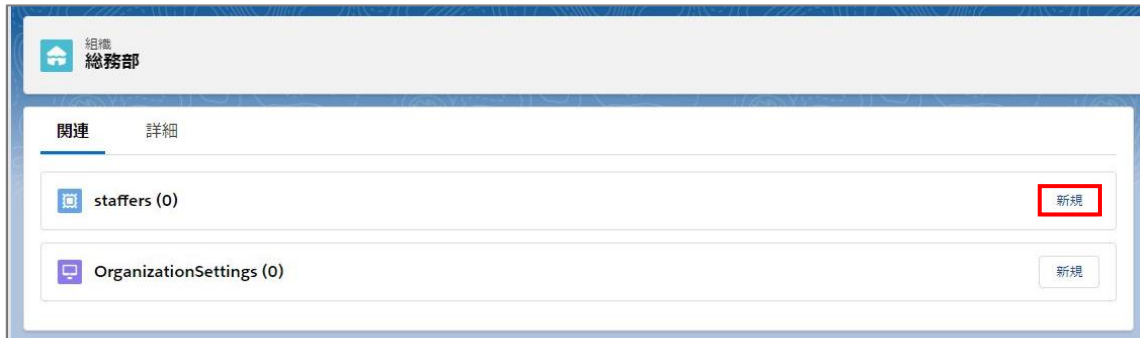 組織
総務部
関連 詳細
staffers (0) 新規
OrganizationSettings (0) 新規